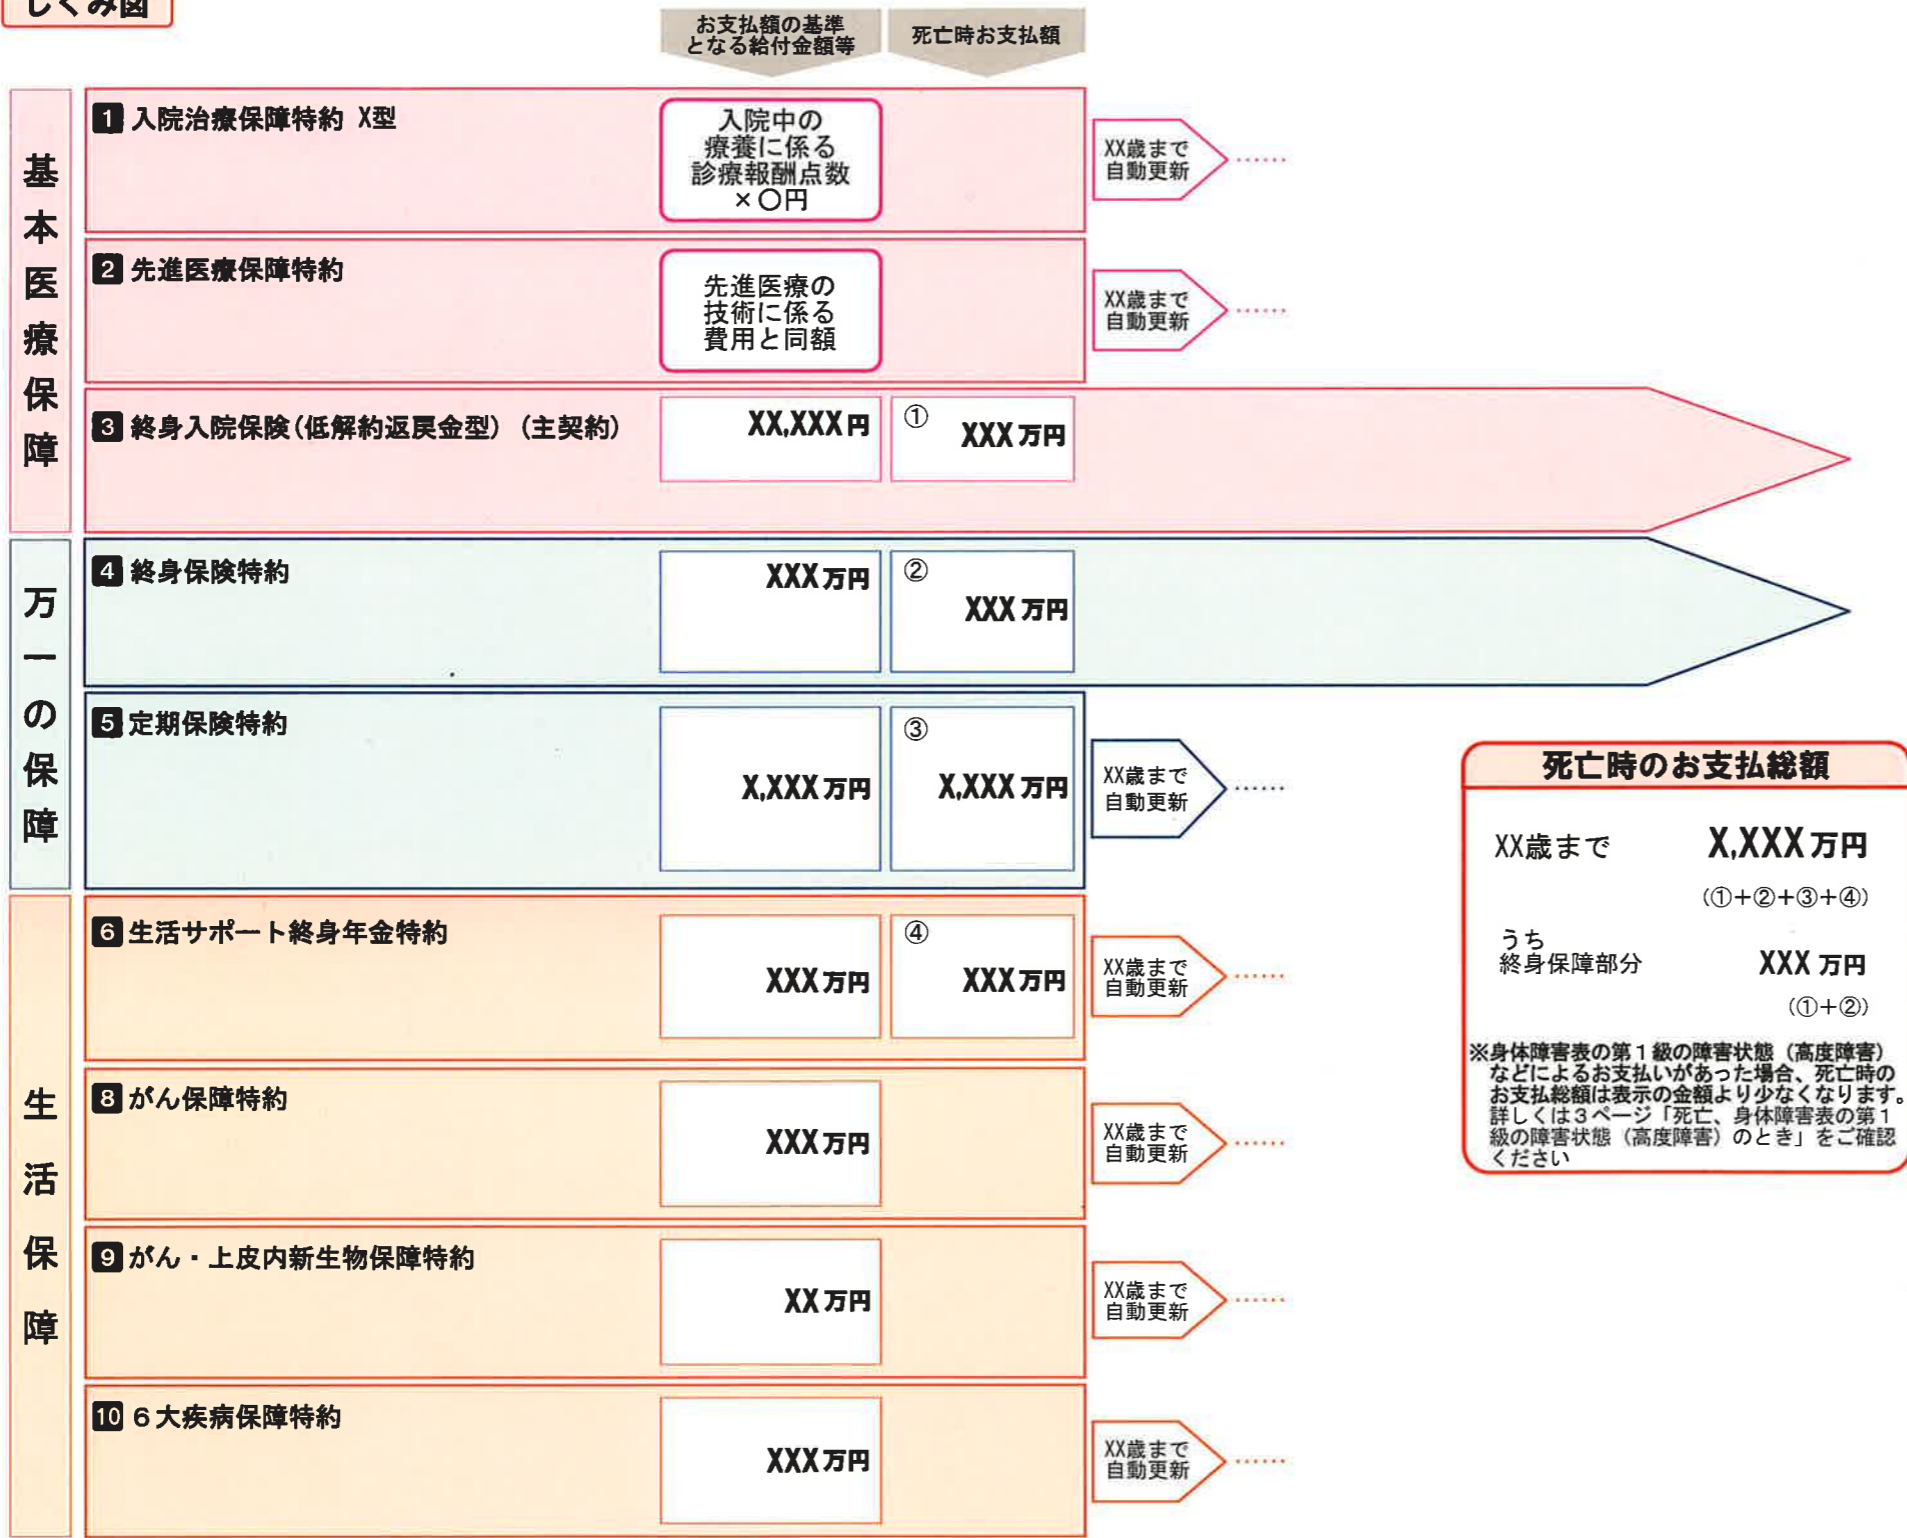 しくみ図
お支払額の基準
となる給付金額等
死亡時お支払額
基本医療保障
1 入院治療保障特約 X型
入院中の
療養に係る
診療報酬点数
×〇円
XX歳まで
自動更新
……
2 先進医療保障特約
先進医療の
技術に係る
費用と同額
XX歳まで
自動更新
……
3 終身入院保険(低解約返戻金型)(主契約)
XX,XXX円
①
XXX万円
万一の保障
4 終身保険特約
XXX万円
②
XXX万円
5 定期保険特約
X,XXX万円
③
X,XXX万円
XX歳まで
自動更新
……
生活保障
6 生活サポート終身年金特約
XXX万円
④
XXX万円
XX歳まで
自動更新
……
8 がん保障特約
XXX万円
XX歳まで
自動更新
……
9 がん・上皮内新生物保障特約
XX万円
XX歳まで
自動更新
……
10 6大疾病保障特約
XXX万円
XX歳まで
自動更新
……
死亡時のお支払総額
XX歳まで X,XXX万円
(①+②+③+④)
うち
終身保障部分 XXX万円
(①+②)
※身体障害表の第1級の障害状態(高度障害)
などによるお支払いがあった場合、死亡時の
お支払総額は表示の金額より少なくなります。
詳しくは3ページ「死亡、身体障害表の第1
級の障害状態(高度障害)のとき」をご確認
ください